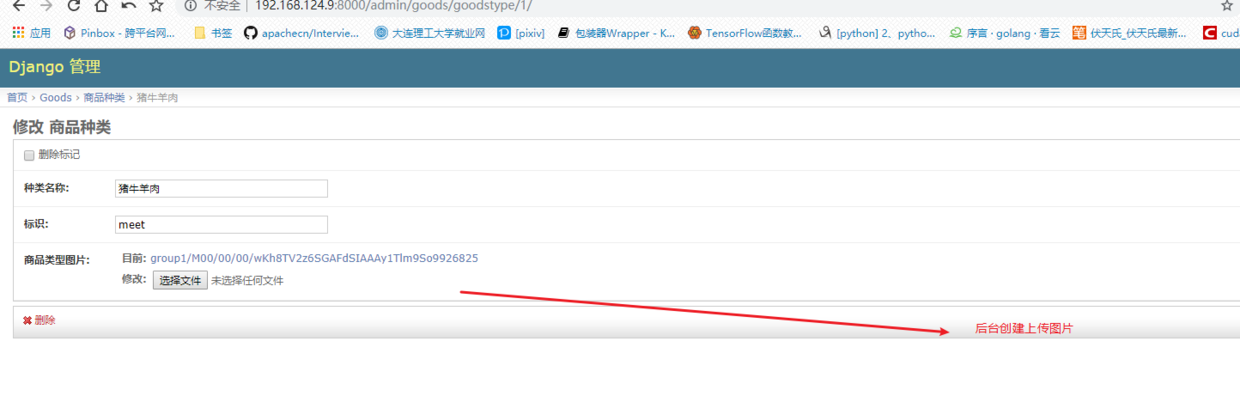 不安全 | 192.168.124.9:8000/admin/goods/goodstype/1/
应用 Pinbox - 跨平台网... 书签 apachecn/Intervie... 大连理工大学就业网 [pixiv] 包装器Wrapper - K... TensorFlow函数教... [python] 2、pytho... 序言 · golang · 看云 笔 伏天氏_伏天氏最新... C cud
Django 管理
首页 › Goods › 商品种类 › 猪牛羊肉
修改 商品种类
删除标记
种类名称: 猪牛羊肉
标识: meet
商品类型图片: 目前: group1/M00/00/00/wKh8TV2z6SGAFdSIAAAy1Tlm9So9926825
修改: 选择文件 未选择任何文件
删除
后台创建上传图片